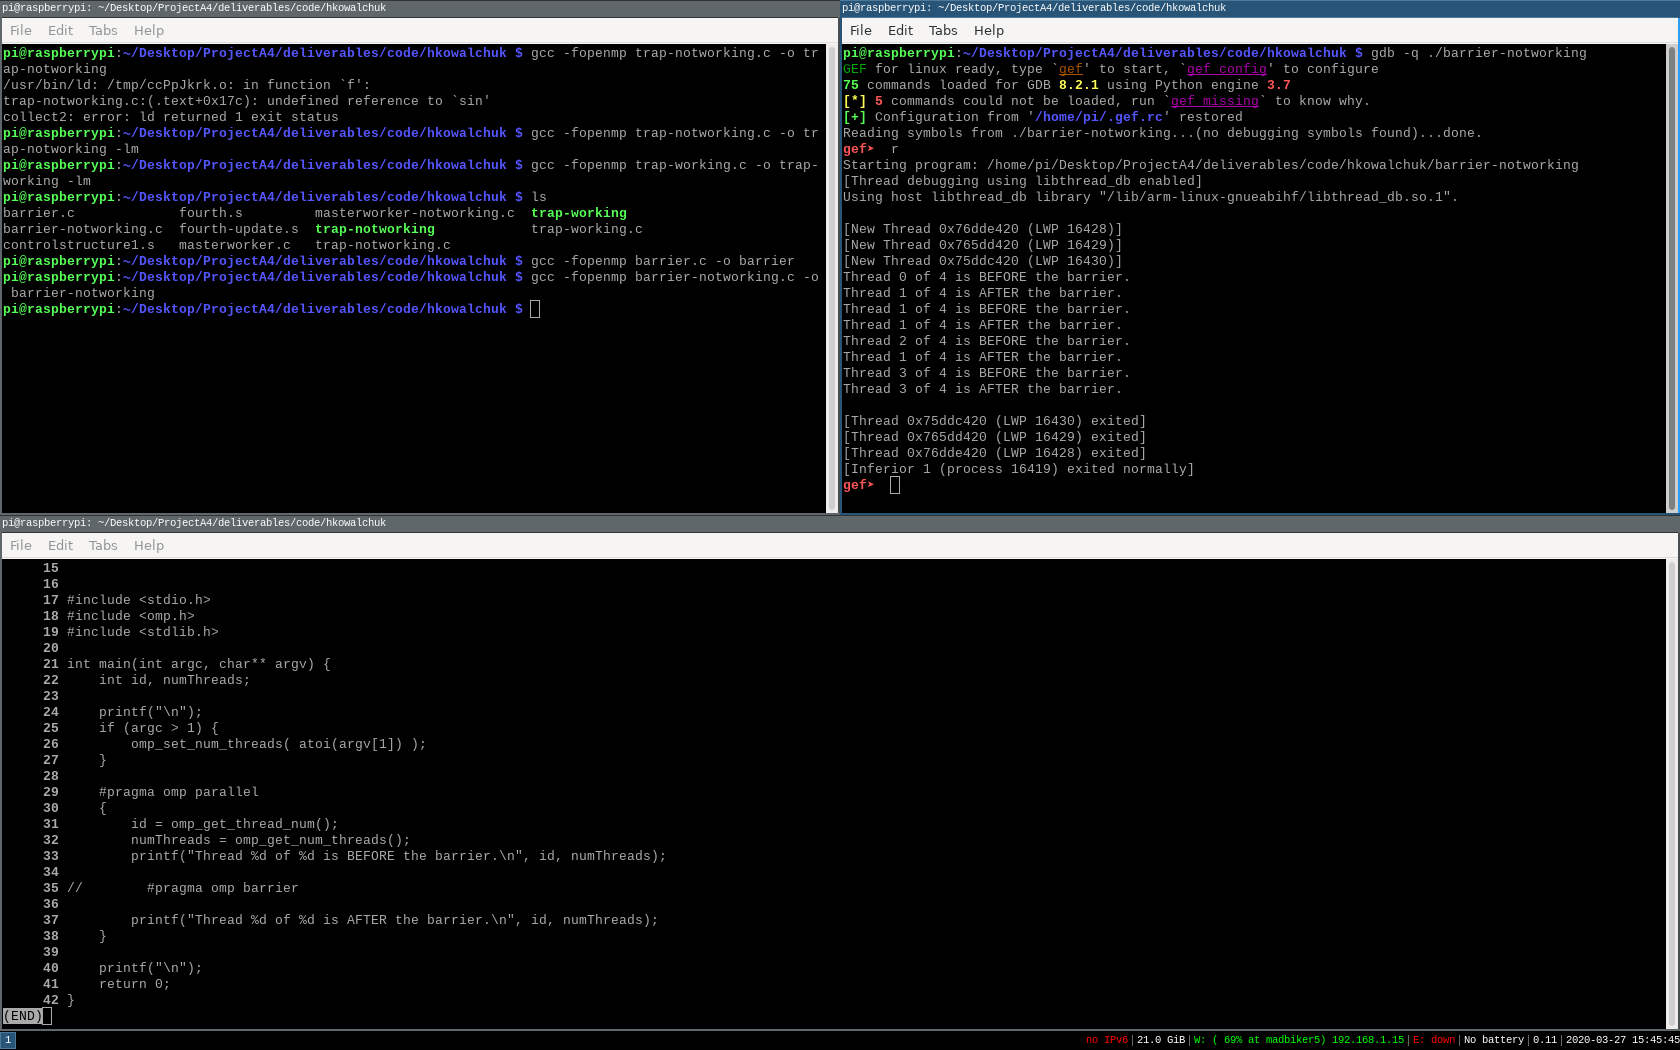 pi@raspberrypi: ~/Desktop/ProjectA4/deliverables/code/hkowalchuk
File Edit Tabs Help
pi@raspberrypi:~/Desktop/ProjectA4/deliverables/code/hkowalchuk $ gcc -fopenmp trap-notworking.c -o tr
ap-notworking
/usr/bin/ld: /tmp/ccPpJkrk.o: in function `f':
trap-notworking.c:(.text+0x17c): undefined reference to `sin'
collect2: error: ld returned 1 exit status
pi@raspberrypi:~/Desktop/ProjectA4/deliverables/code/hkowalchuk $ gcc -fopenmp trap-notworking.c -o tr
ap-notworking -lm
pi@raspberrypi:~/Desktop/ProjectA4/deliverables/code/hkowalchuk $ gcc -fopenmp trap-working.c -o trap-
working -lm
pi@raspberrypi:~/Desktop/ProjectA4/deliverables/code/hkowalchuk $ ls
barrier.c             fourth.s         masterworker-notworking.c  trap-working
barrier-notworking.c  fourth-update.s  trap-notworking            trap-working.c
controlstructure1.s   masterworker.c   trap-notworking.c
pi@raspberrypi:~/Desktop/ProjectA4/deliverables/code/hkowalchuk $ gcc -fopenmp barrier.c -o barrier
pi@raspberrypi:~/Desktop/ProjectA4/deliverables/code/hkowalchuk $ gcc -fopenmp barrier-notworking.c -o
 barrier-notworking
pi@raspberrypi:~/Desktop/ProjectA4/deliverables/code/hkowalchuk $
pi@raspberrypi: ~/Desktop/ProjectA4/deliverables/code/hkowalchuk
File Edit Tabs Help
pi@raspberrypi:~/Desktop/ProjectA4/deliverables/code/hkowalchuk $ gdb -q ./barrier-notworking
GEF for linux ready, type `gef' to start, `gef config' to configure
75 commands loaded for GDB 8.2.1 using Python engine 3.7
[*] 5 commands could not be loaded, run `gef missing` to know why.
[+] Configuration from '/home/pi/.gef.rc' restored
Reading symbols from ./barrier-notworking...(no debugging symbols found)...done.
gef➤  r
Starting program: /home/pi/Desktop/ProjectA4/deliverables/code/hkowalchuk/barrier-notworking
[Thread debugging using libthread_db enabled]
Using host libthread_db library "/lib/arm-linux-gnueabihf/libthread_db.so.1".
[New Thread 0x76dde420 (LWP 16428)]
[New Thread 0x765dd420 (LWP 16429)]
[New Thread 0x75ddc420 (LWP 16430)]
Thread 0 of 4 is BEFORE the barrier.
Thread 1 of 4 is AFTER the barrier.
Thread 1 of 4 is BEFORE the barrier.
Thread 1 of 4 is AFTER the barrier.
Thread 2 of 4 is BEFORE the barrier.
Thread 1 of 4 is AFTER the barrier.
Thread 3 of 4 is BEFORE the barrier.
Thread 3 of 4 is AFTER the barrier.
[Thread 0x75ddc420 (LWP 16430) exited]
[Thread 0x765dd420 (LWP 16429) exited]
[Thread 0x76dde420 (LWP 16428) exited]
[Inferior 1 (process 16419) exited normally]
gef➤
pi@raspberrypi: ~/Desktop/ProjectA4/deliverables/code/hkowalchuk
File Edit Tabs Help
15
16
17 #include <stdio.h>
18 #include <omp.h>
19 #include <stdlib.h>
20
21 int main(int argc, char** argv) {
22     int id, numThreads;
23
24     printf("\n");
25     if (argc > 1) {
26         omp_set_num_threads( atoi(argv[1]) );
27     }
28
29     #pragma omp parallel
30     {
31         id = omp_get_thread_num();
32         numThreads = omp_get_num_threads();
33         printf("Thread %d of %d is BEFORE the barrier.\n", id, numThreads);
34
35 //        #pragma omp barrier
36
37         printf("Thread %d of %d is AFTER the barrier.\n", id, numThreads);
38     }
39
40     printf("\n");
41     return 0;
42 }
(END)
1
no IPv6|21.0 GiB|W: ( 69% at madbiker5) 192.168.1.15|E: down|No battery|0.11|2020-03-27 15:45:45